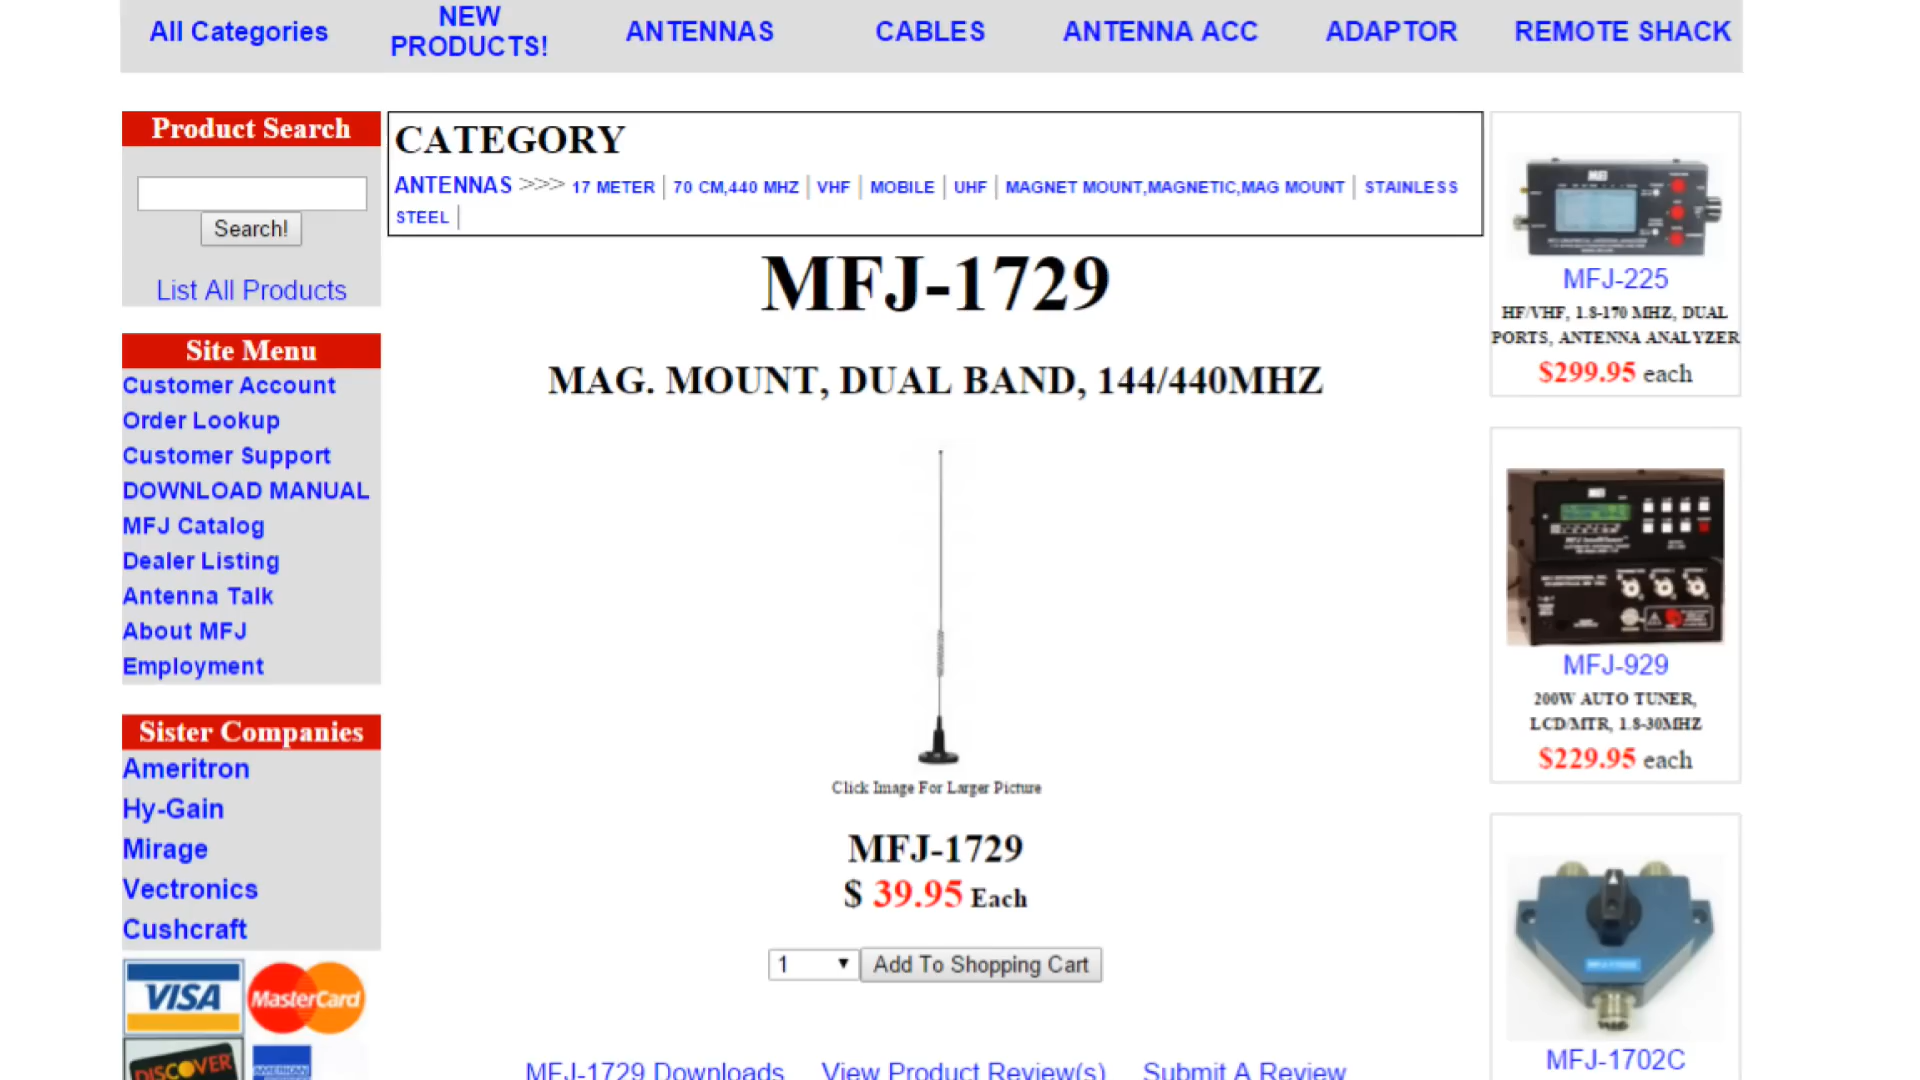 All Categories
NEW PRODUCTS!
ANTENNAS
CABLES
ANTENNA ACC
ADAPTOR
REMOTE SHACK
Product Search
Search!
List All Products
Site Menu
Customer Account
Order Lookup
Customer Support
DOWNLOAD MANUAL
MFJ Catalog
Dealer Listing
Antenna Talk
About MFJ
Employment
Sister Companies
Ameritron
Hy-Gain
Mirage
Vectronics
Cushcraft
VISA
MasterCard
DISCOVER
AMERICAN
CATEGORY
ANTENNAS >>> 17 METER | 70 CM,440 MHZ | VHF | MOBILE | UHF | MAGNET MOUNT,MAGNETIC,MAG MOUNT | STAINLESS
STEEL |
MFJ-1729
MAG. MOUNT, DUAL BAND, 144/440MHZ
Click Image For Larger Picture
MFJ-1729
$ 39.95 Each
1
Add To Shopping Cart
MFJ-1729 Downloads
View Product Review(s)
Submit A Review
MFJ
MFJ-225
HF/VHF, 1.8-170 MHZ, DUAL
PORTS, ANTENNA ANALYZER
$299.95 each
MFJ-929
200W AUTO TUNER,
LCD/MTR, 1.8-30MHZ
$229.95 each
MFJ-1702C